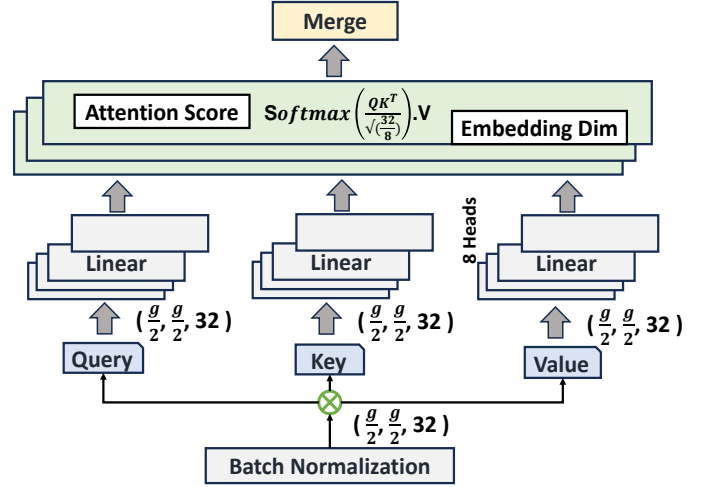 Merge
Attention Score
Softmax(QK^T / √(32/8)).V
Embedding Dim
8 Heads
Linear
Linear
Linear
(g/2, g/2, 32)
(g/2, g/2, 32)
(g/2, g/2, 32)
Query
Key
Value
(g/2, g/2, 32)
Batch Normalization